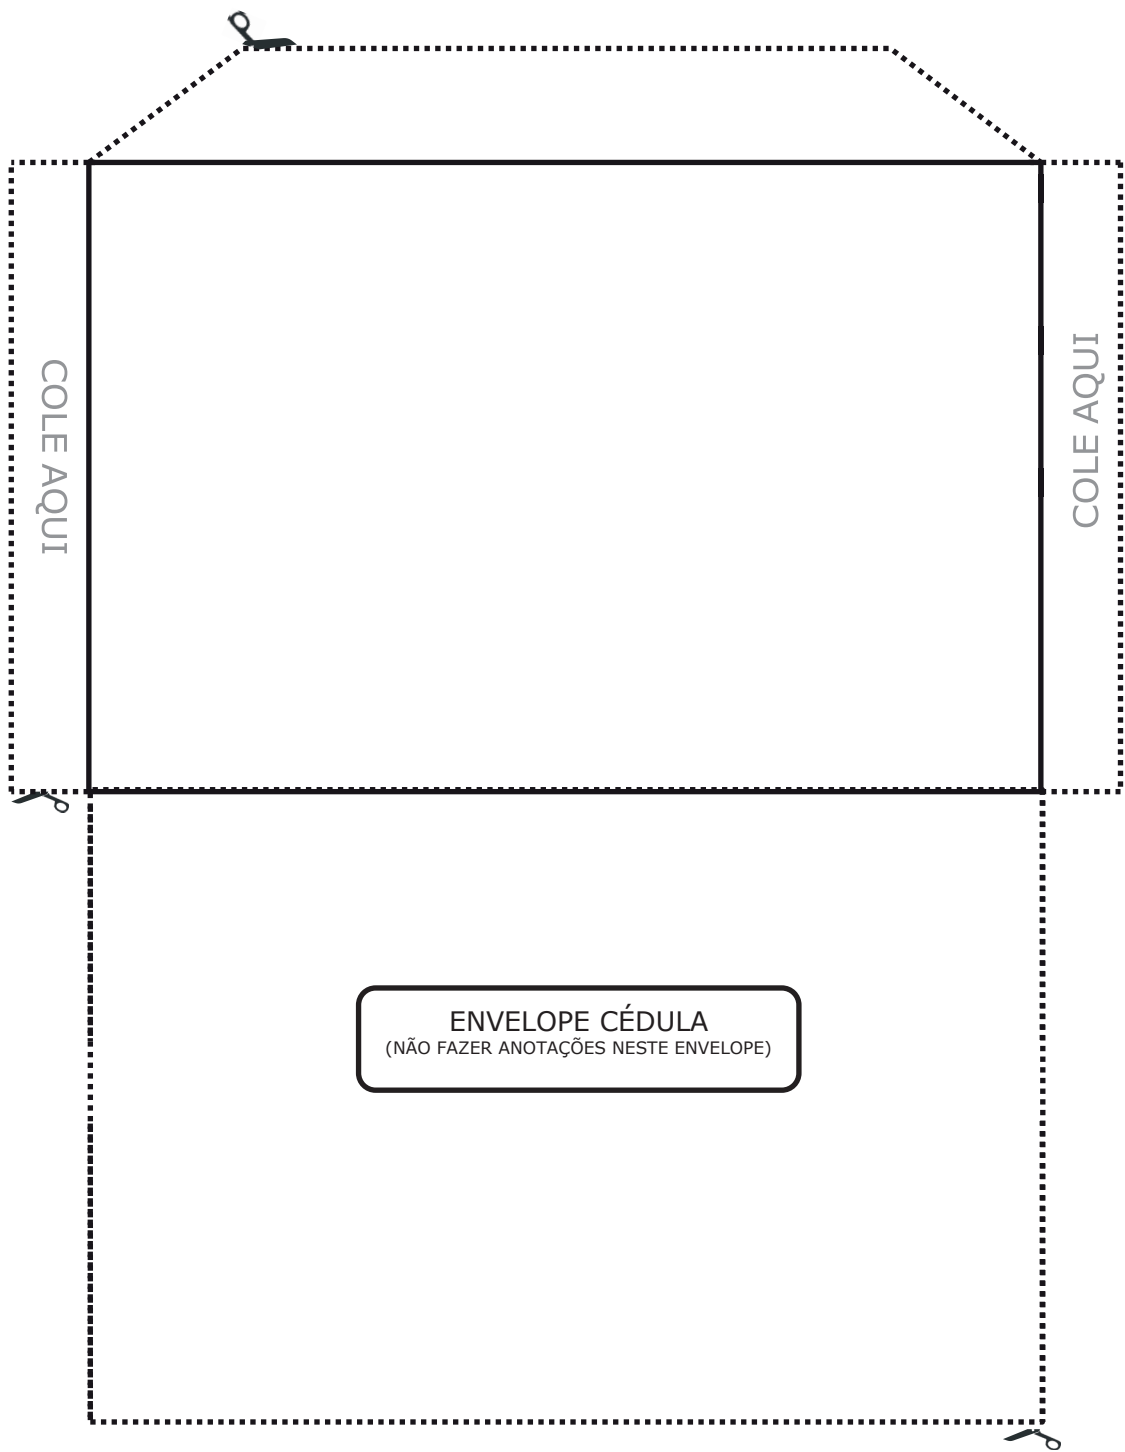 COLE AQUI
COLE AQUI
ENVELOPE CÉDULA
(NÃO FAZER ANOTAÇÕES NESTE ENVELOPE)